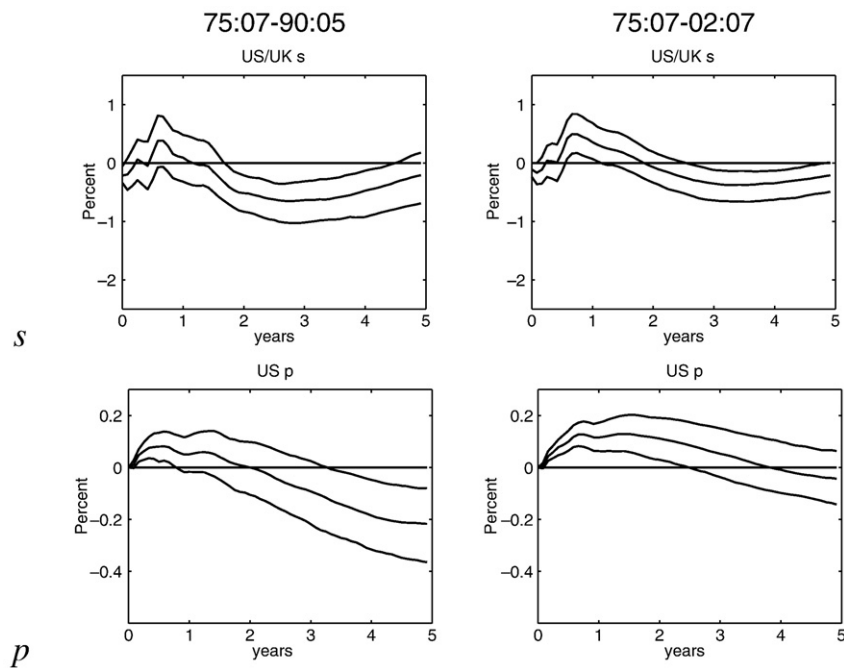 75:07-90:05 75:07-02:07
US/UK s US/UK s
1 1
0 0
Percent Percent
−1 −1
−2 −2
0 1 2 3 4 5 0 1 2 3 4 5
s years years
US p US p
0.2 0.2
0 0
Percent Percent
−0.2 −0.2
−0.4 −0.4
0 1 2 3 4 5 0 1 2 3 4 5
p years years